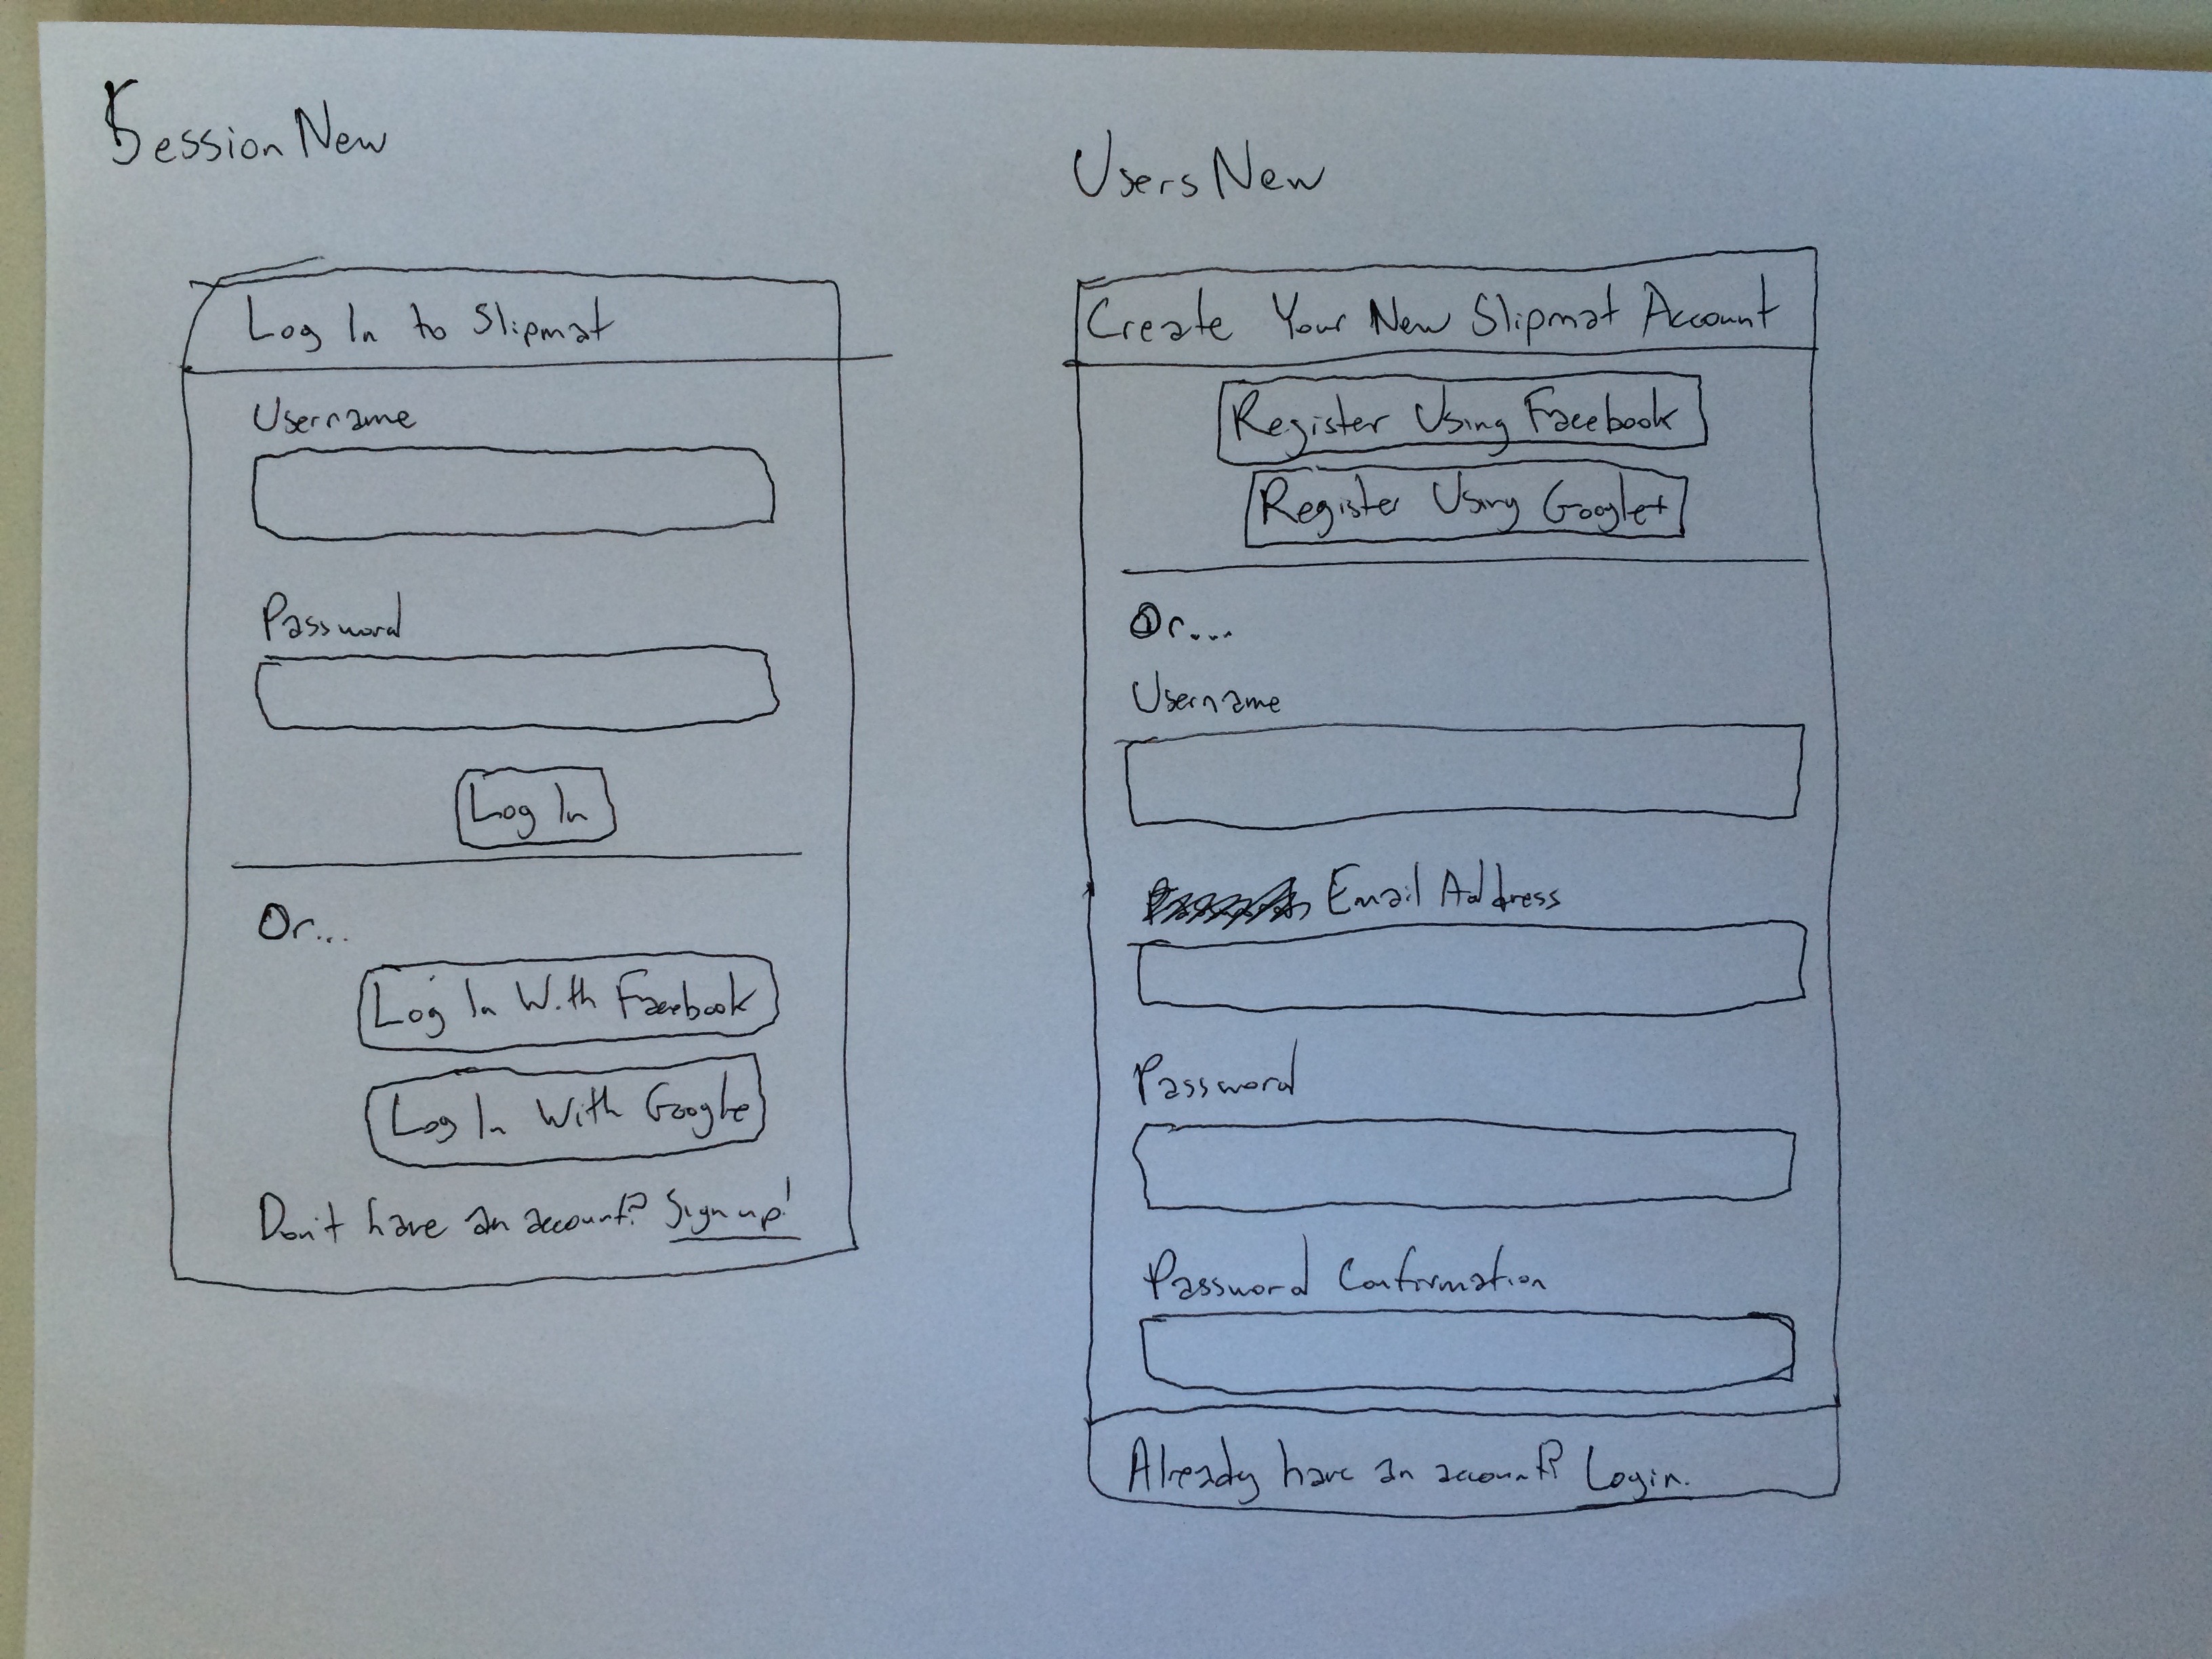 Session New
Log In to Slipmat
Username
Password
Log In
Or...
Log In With Facebook
Log In With Google
Don't have an account? Sign up!
Users New
Create Your New Slipmat Account
Register Using Facebook
Register Using Google+
Or...
Username
Email Address
Password
Password Confirmation
Already have an account? Login.